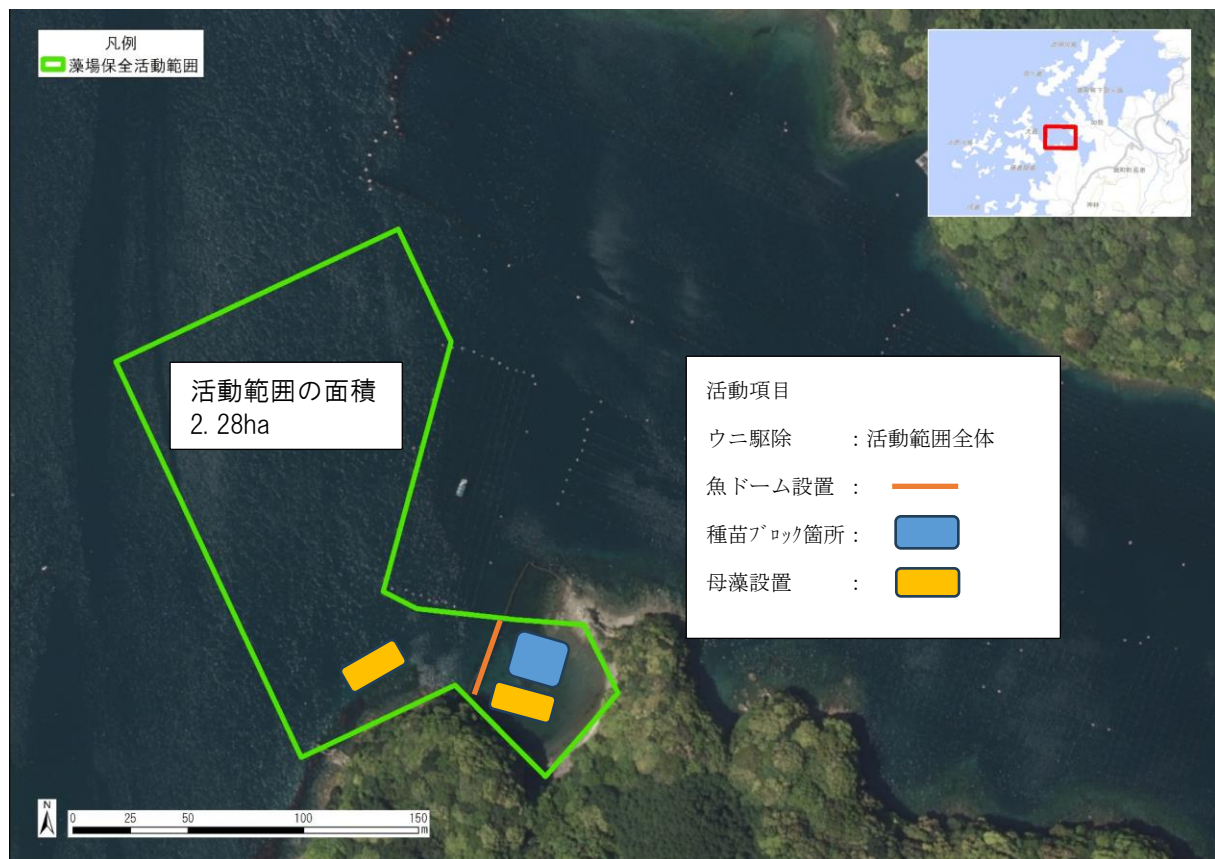 凡例
藻場保全活動範囲
活動範囲の面積
2.28ha
活動項目
ウニ駆除 ：活動範囲全体
魚ドーム設置 ：
種苗ﾌﾞﾛｯｸ箇所：
母藻設置 ：
N
0 25 50 100 150
m